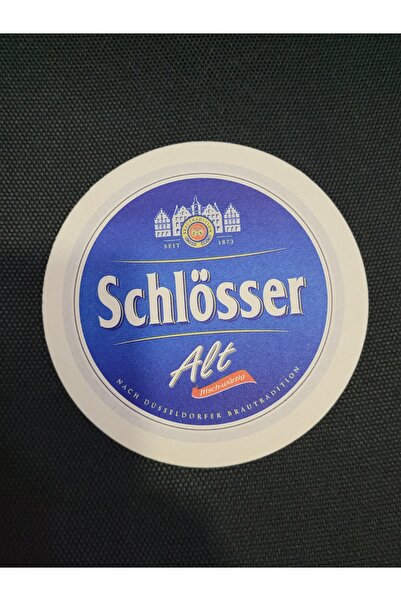 SEIT 1873
Schlösser
Alt
frisch-würzig
NACH DÜSSELDORFER BRAUTRADITION